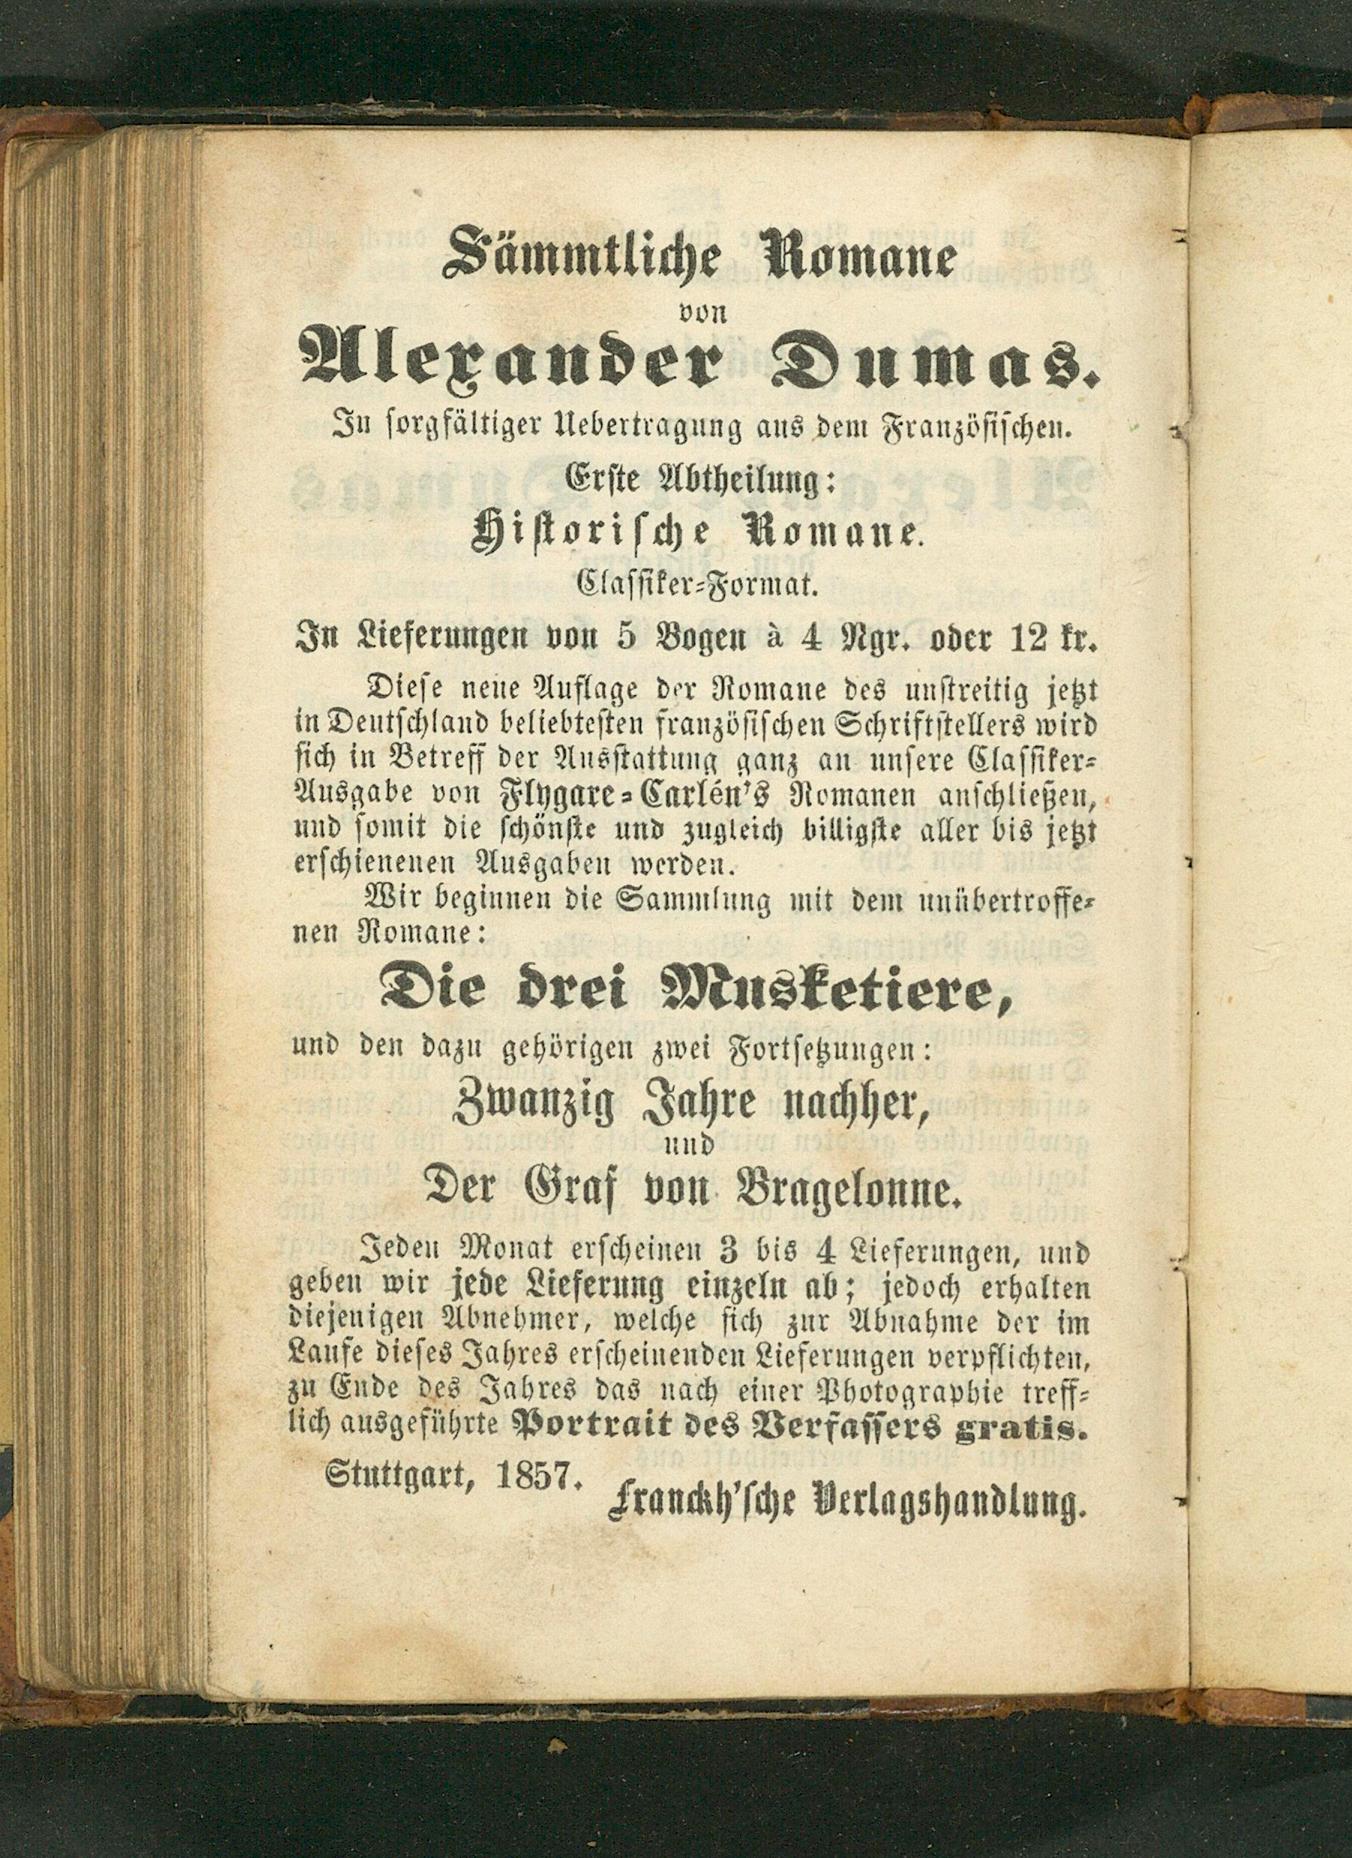 Sämmtliche Romane
von
Alexander Dumas.
In sorgfältiger Uebertragung aus dem Französischen.
Erste Abtheilung:
Historische Romane.
Classiker-Format.
In Lieferungen von 5 Bogen à 4 Ngr. oder 12 kr.
Diese neue Auflage der Romane des unstreitig jetzt
in Deutschland beliebtesten französischen Schriftstellers wird
sich in Betreff der Ausstattung ganz an unsere Classiker-
Ausgabe von Flygare-Carlén's Romanen anschließen,
und somit die schönste und zugleich billigste aller bis jetzt
erschienenen Ausgaben werden.
Wir beginnen die Sammlung mit dem unübertroffe-
nen Romane:
Die drei Musketiere,
und den dazu gehörigen zwei Fortsetzungen:
Zwanzig Jahre nachher,
und
Der Graf von Bragelonne.
Jeden Monat erscheinen 3 bis 4 Lieferungen, und
geben wir jede Lieferung einzeln ab; jedoch erhalten
diejenigen Abnehmer, welche sich zur Abnahme der im
Laufe dieses Jahres erscheinenden Lieferungen verpflichten,
zu Ende des Jahres das nach einer Photographie treff-
lich ausgeführte Portrait des Verfassers gratis.
Stuttgart, 1857.
Franckh'sche Verlagshandlung.